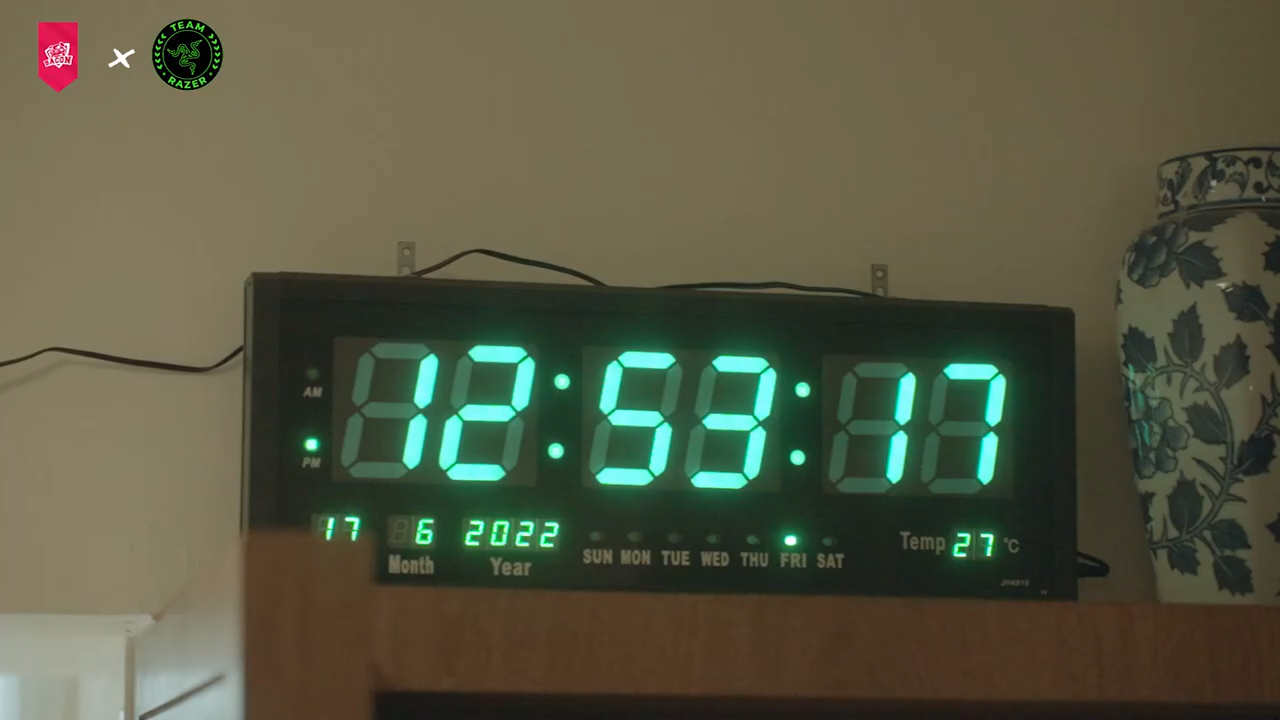 BACON
TEAM
RAZER
AM
PM
12:53:17
17 6 2022
Month Year
SUN MON TUE WED THU FRI SAT
Temp 27 °C